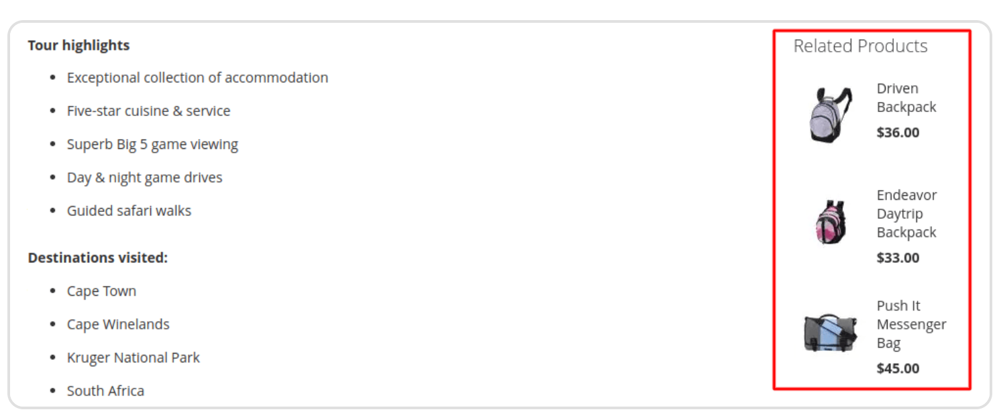 Tour highlights
Exceptional collection of accommodation
Five-star cuisine & service
Superb Big 5 game viewing
Day & night game drives
Guided safari walks
Destinations visited:
Cape Town
Cape Winelands
Kruger National Park
South Africa
Related Products
Driven
Backpack
$36.00
Endeavor
Daytrip
Backpack
$33.00
Push It
Messenger
Bag
$45.00